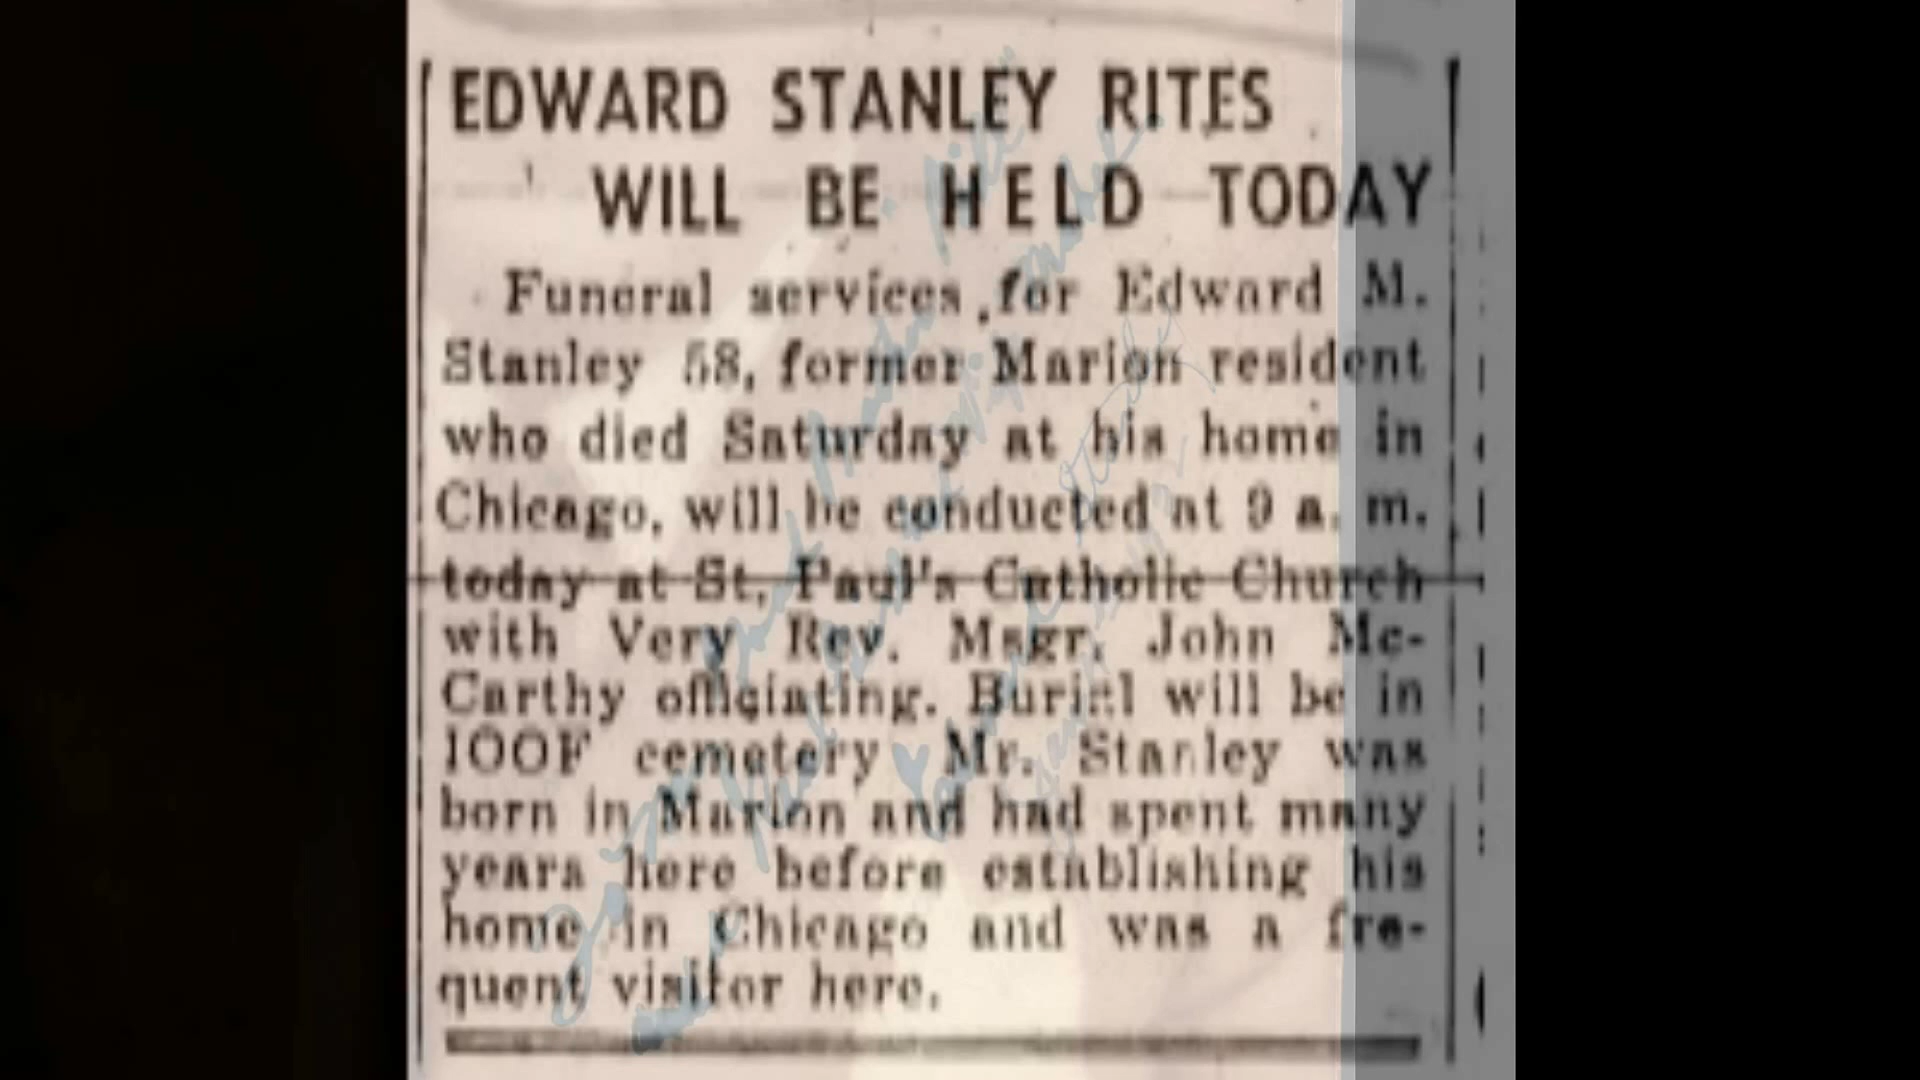 EDWARD STANLEY RITES
WILL BE HELD TODAY
Funeral services for Edward M.
Stanley 58, former Marion resident
who died Saturday at his home in
Chicago, will be conducted at 9 a. m.
today at St. Paul's Catholic Church
with Very Rev. Msgr. John Mc-
Carthy officiating. Burial will be in
IOOF cemetery Mr. Stanley was
born in Marion and had spent many
years here before establishing his
home in Chicago and was a fre-
quent visitor here.